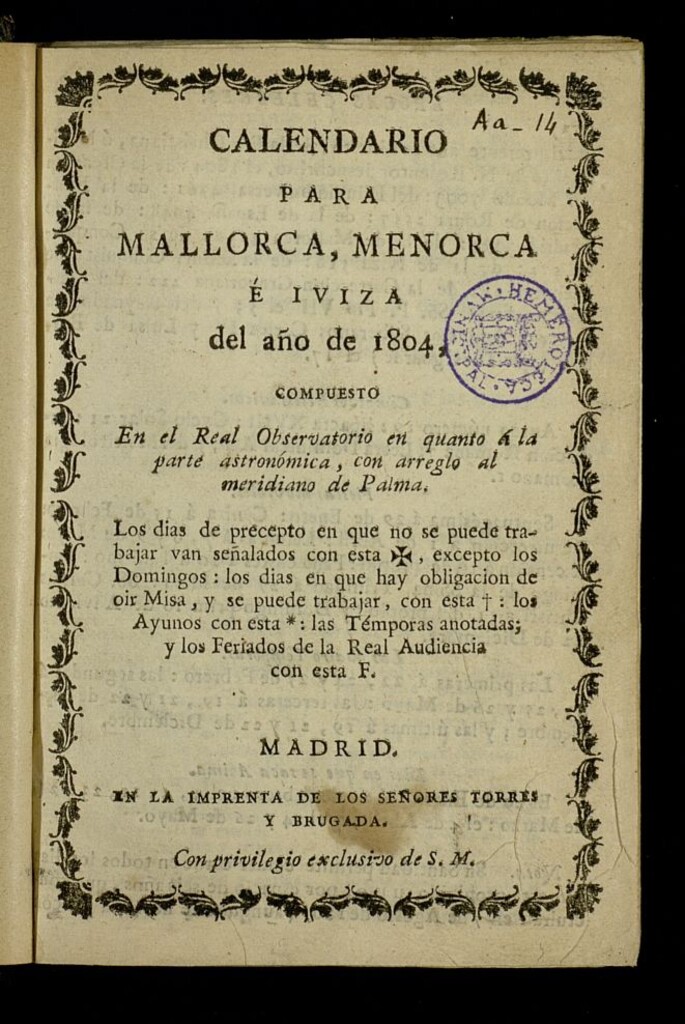 Aa-14
CALENDARIO
PARA
MALLORCA, MENORCA
É IVIZA
del año de 1804,
HEMEROTECA
COMPUESTO
En el Real Observatorio en quanto á la
parte astronómica, con arreglo al
meridiano de Palma.
Los dias de precepto en que no se puede tra-
bajar van señalados con esta ✠, excepto los
Domingos: los dias en que hay obligacion de
oir Misa, y se puede trabajar, con esta †: los
Ayunos con esta *: las Témporas anotadas;
y los Feriados de la Real Audiencia
con esta F.
MADRID.
EN LA IMPRENTA DE LOS SEÑORES TORRES
Y BRUGADA.
Con privilegio exclusivo de S. M.